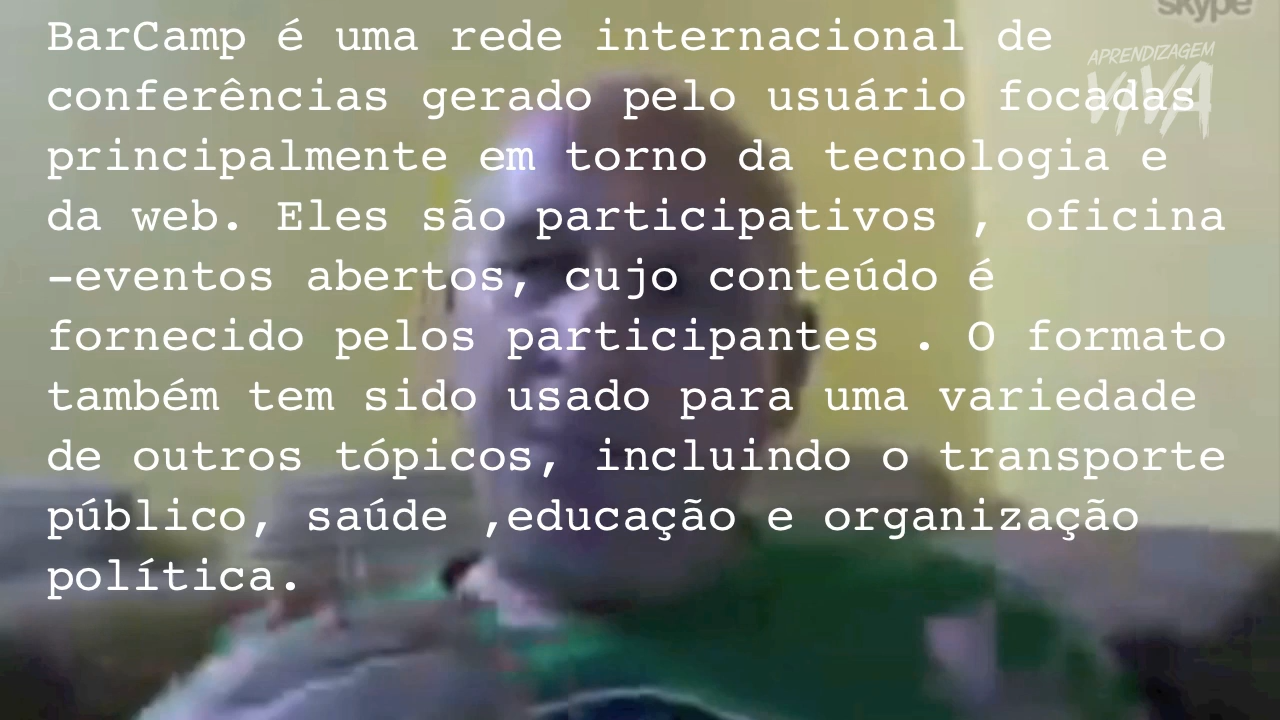 skype
BarCamp é uma rede internacional de
APRENDIZAGEM
VIVA
conferências gerado pelo usuário focadas
principalmente em torno da tecnologia e
da web. Eles são participativos , oficina
-eventos abertos, cujo conteúdo é
fornecido pelos participantes . O formato
também tem sido usado para uma variedade
de outros tópicos, incluindo o transporte
público, saúde ,educação e organização
política.